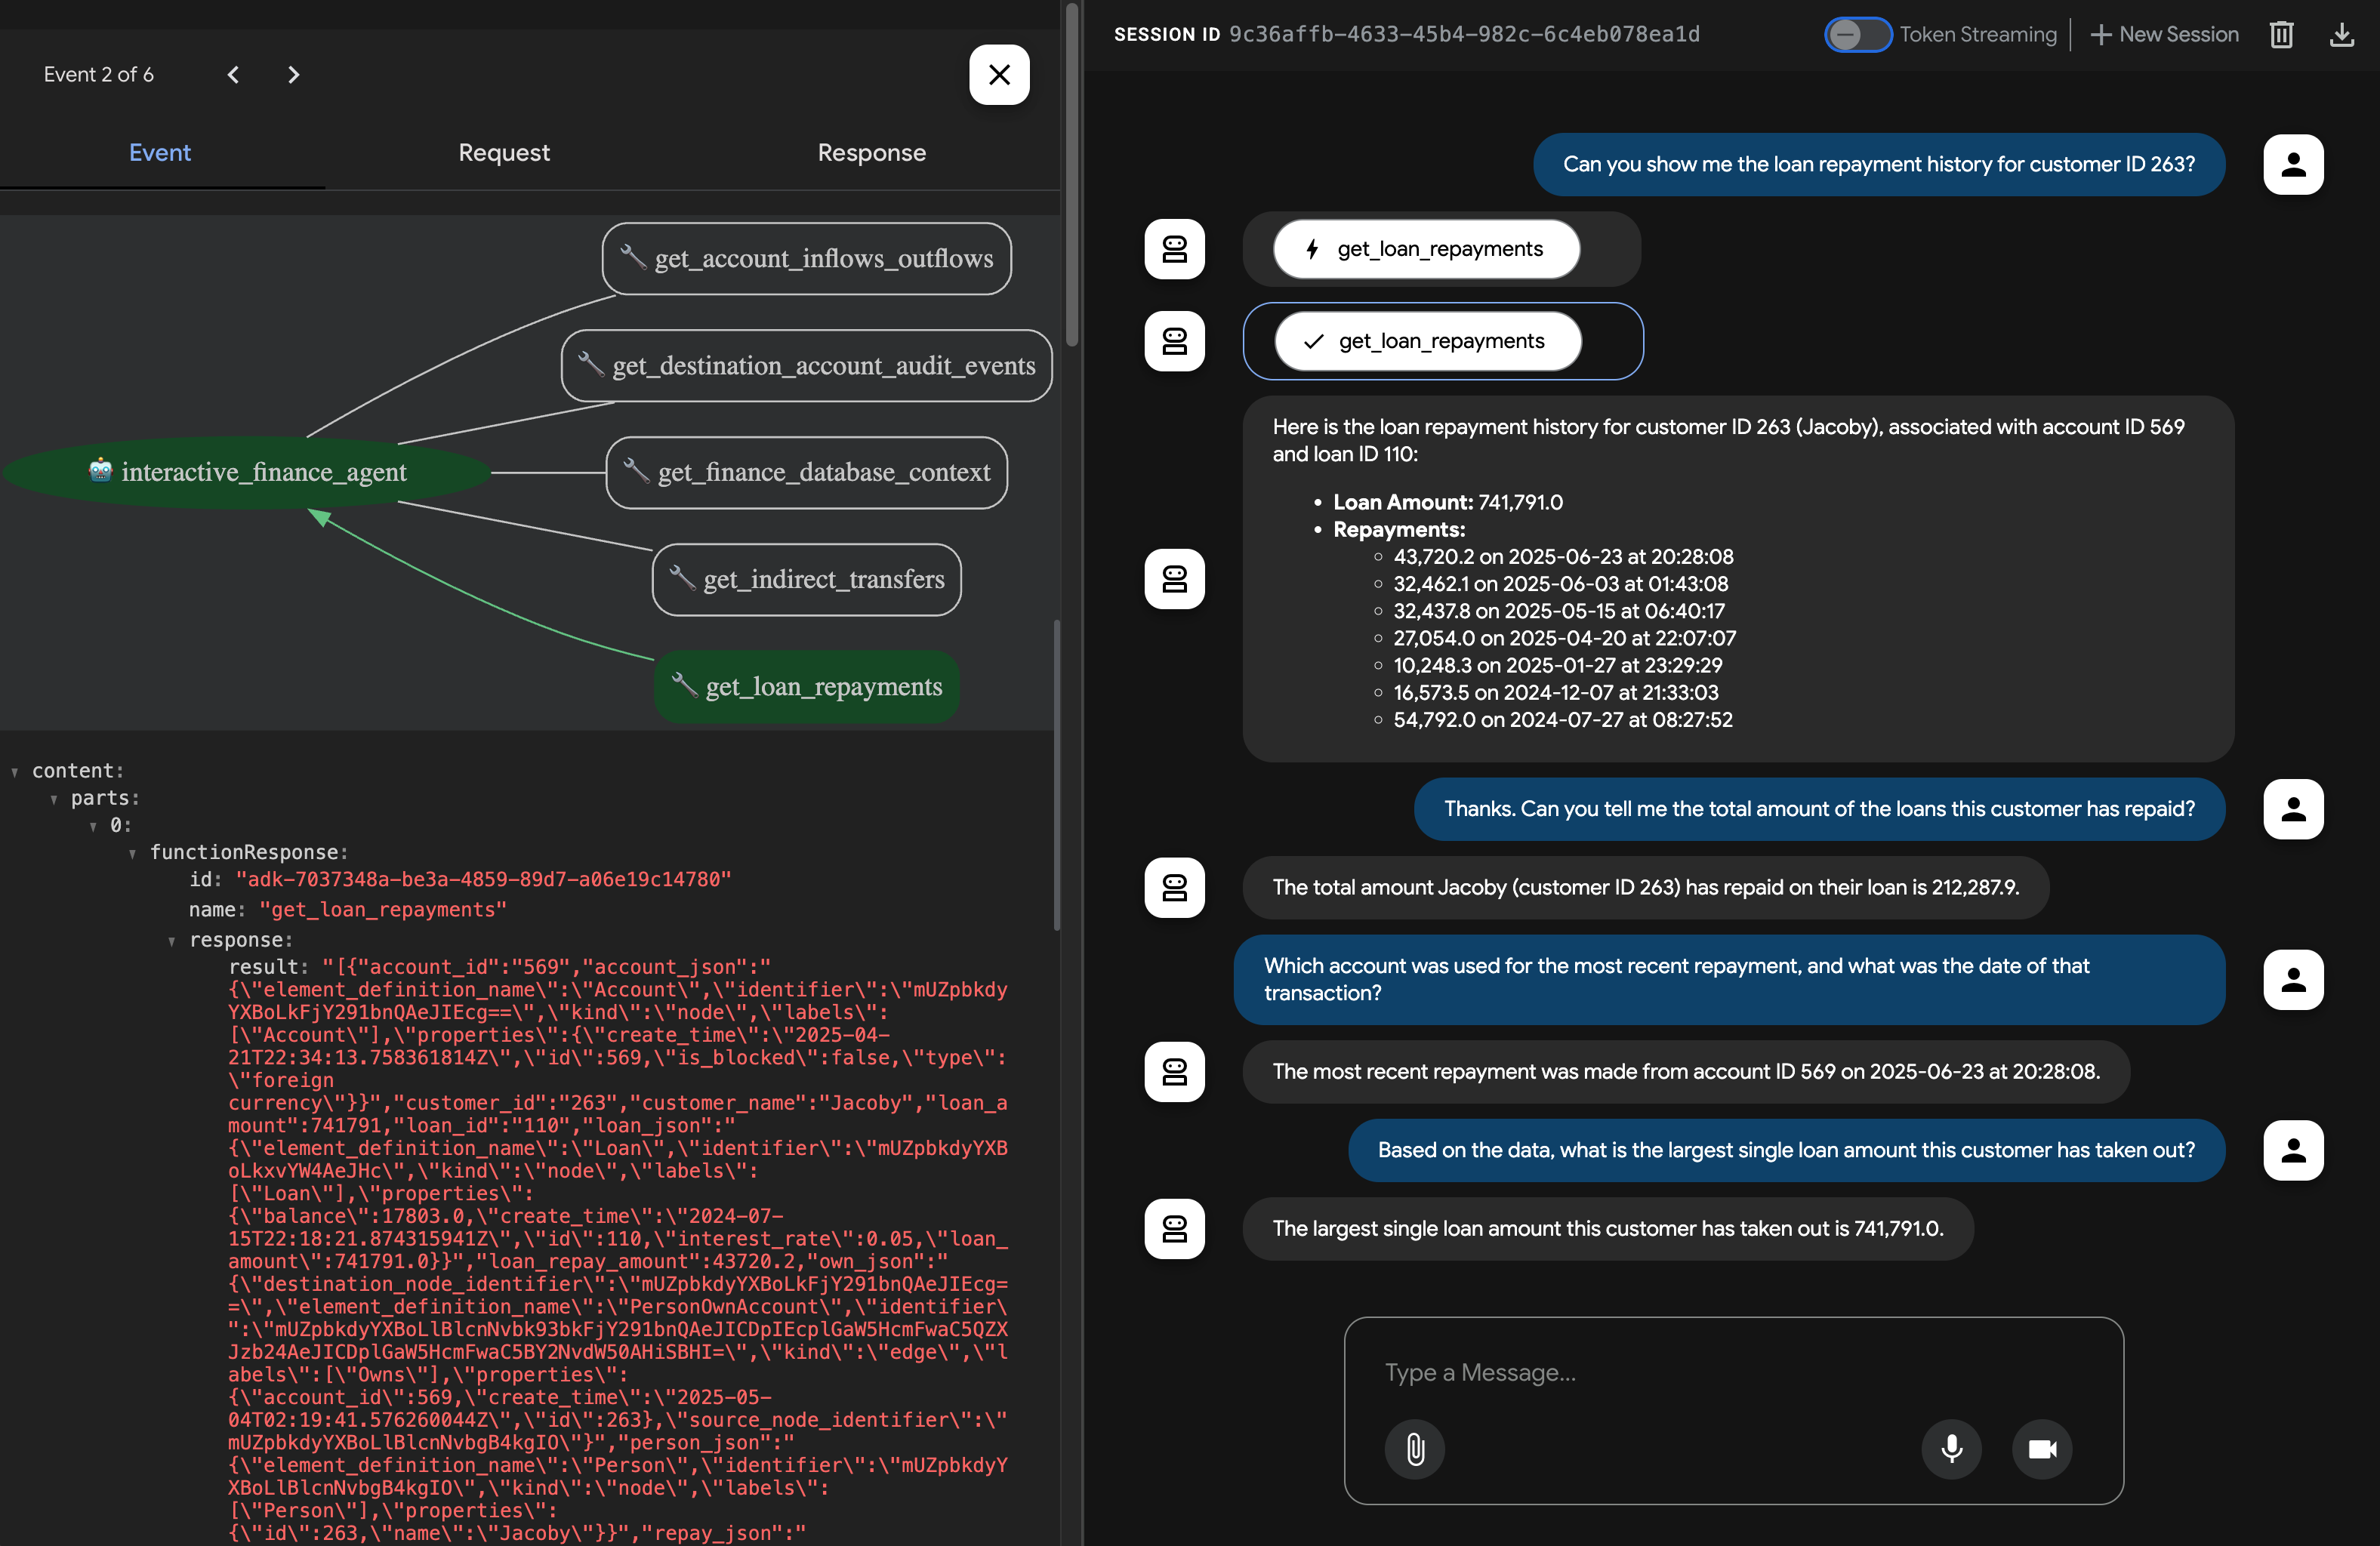 Event 2 of 6
Event
Request
Response
get_account_inflows_outflows
get_destination_account_audit_events
interactive_finance_agent
get_finance_database_context
get_indirect_transfers
get_loan_repayments
content:
parts:
0:
functionResponse:
id: "adk-7037348a-be3a-4859-89d7-a06e19c14780"
name: "get_loan_repayments"
response:
result: "[{"account_id":"569","account_json":"
{\"element_definition_name\":\"Account\",\"identifier\":\"mUZpbkdy
YXBoLkFjY291bnQAeJIEcg==\",\"kind\":\"node\",\"labels\":
[\"Account\"],\"properties\":{\"create_time\":\"2025-04-
21T22:34:13.758361814Z\",\"id\":569,\"is_blocked\":false,\"type\":
\"foreign
currency\"}}","customer_id":"263","customer_name":"Jacoby","loan_a
mount":741791,"loan_id":"110","loan_json":"
{\"element_definition_name\":\"Loan\",\"identifier\":\"mUZpbkdyYXB
oLkxvYW4AeJHc\",\"kind\":\"node\",\"labels\":
[\"Loan\"],\"properties\":
{\"balance\":17803.0,\"create_time\":\"2024-07-
15T22:18:21.874315941Z\",\"id\":110,\"interest_rate\":0.05,\"loan_
amount\":741791.0}}","loan_repay_amount":43720.2,"own_json":"
{\"destination_node_identifier\":\"mUZpbkdyYXBoLkFjY291bnQAeJIEcg=
=\",\"element_definition_name\":\"PersonOwnAccount\",\"identifier\
":\"mUZpbkdyYXBoLlBlcnNvbk93bkFjY291bnQAeJICDpIEcplGaW5HcmFwaC5QZX
Jzb24AeJICDplGaW5HcmFwaC5BY2NvdW50AHiSBHI=\",\"kind\":\"edge\",\"l
abels\":[\"Owns\"],\"properties\":
{\"account_id\":569,\"create_time\":\"2025-05-
04T02:19:41.576260044Z\",\"id\":263},\"source_node_identifier\":\"
mUZpbkdyYXBoLlBlcnNvbgB4kgIO\"}","person_json":"
{\"element_definition_name\":\"Person\",\"identifier\":\"mUZpbkdyY
XBoLlBlcnNvbgB4kgIO\",\"kind\":\"node\",\"labels\":
[\"Person\"],\"properties\":
{\"id\":263,\"name\":\"Jacoby\"}}","repay_json":"
SESSION ID 9c36affb-4633-45b4-982c-6c4eb078ea1d
Token Streaming
New Session
Can you show me the loan repayment history for customer ID 263?
get_loan_repayments
get_loan_repayments
Here is the loan repayment history for customer ID 263 (Jacoby), associated with account ID 569
and loan ID 110:
• Loan Amount: 741,791.0
• Repayments:
◦ 43,720.2 on 2025-06-23 at 20:28:08
◦ 32,462.1 on 2025-06-03 at 01:43:08
◦ 32,437.8 on 2025-05-15 at 06:40:17
◦ 27,054.0 on 2025-04-20 at 22:07:07
◦ 10,248.3 on 2025-01-27 at 23:29:29
◦ 16,573.5 on 2024-12-07 at 21:33:03
◦ 54,792.0 on 2024-07-27 at 08:27:52
Thanks. Can you tell me the total amount of the loans this customer has repaid?
The total amount Jacoby (customer ID 263) has repaid on their loan is 212,287.9.
Which account was used for the most recent repayment, and what was the date of that
transaction?
The most recent repayment was made from account ID 569 on 2025-06-23 at 20:28:08.
Based on the data, what is the largest single loan amount this customer has taken out?
The largest single loan amount this customer has taken out is 741,791.0.
Type a Message...